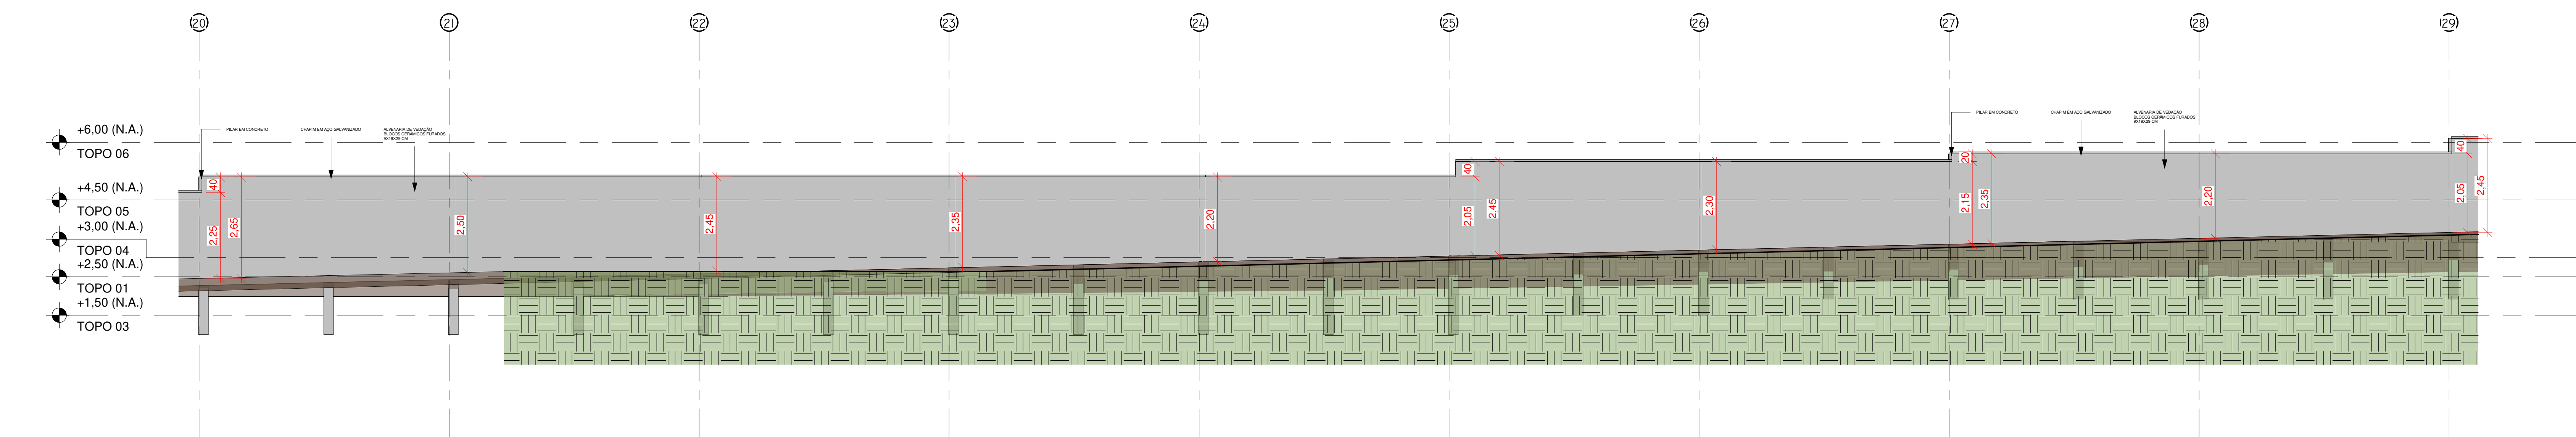 20
21
22
23
24
25
26
27
28
29
+6,00 (N.A.)
TOPO 06
+4,50 (N.A.)
TOPO 05
+3,00 (N.A.)
TOPO 04
+2,50 (N.A.)
TOPO 01
+1,50 (N.A.)
TOPO 03
PILAR EM CONCRETO
CHAPIM EM AÇO GALVANIZADO
ALVENARIA DE VEDAÇÃO
BLOCOS CERÂMICOS FURADOS
9X19X29 CM
40
2,25
2,65
2,50
2,45
2,35
2,20
40
2,05
2,45
2,30
PILAR EM CONCRETO
CHAPIM EM AÇO GALVANIZADO
ALVENARIA DE VEDAÇÃO
BLOCOS CERÂMICOS FURADOS
9X19X29 CM
20
2,15
2,35
2,20
40
2,05
2,45